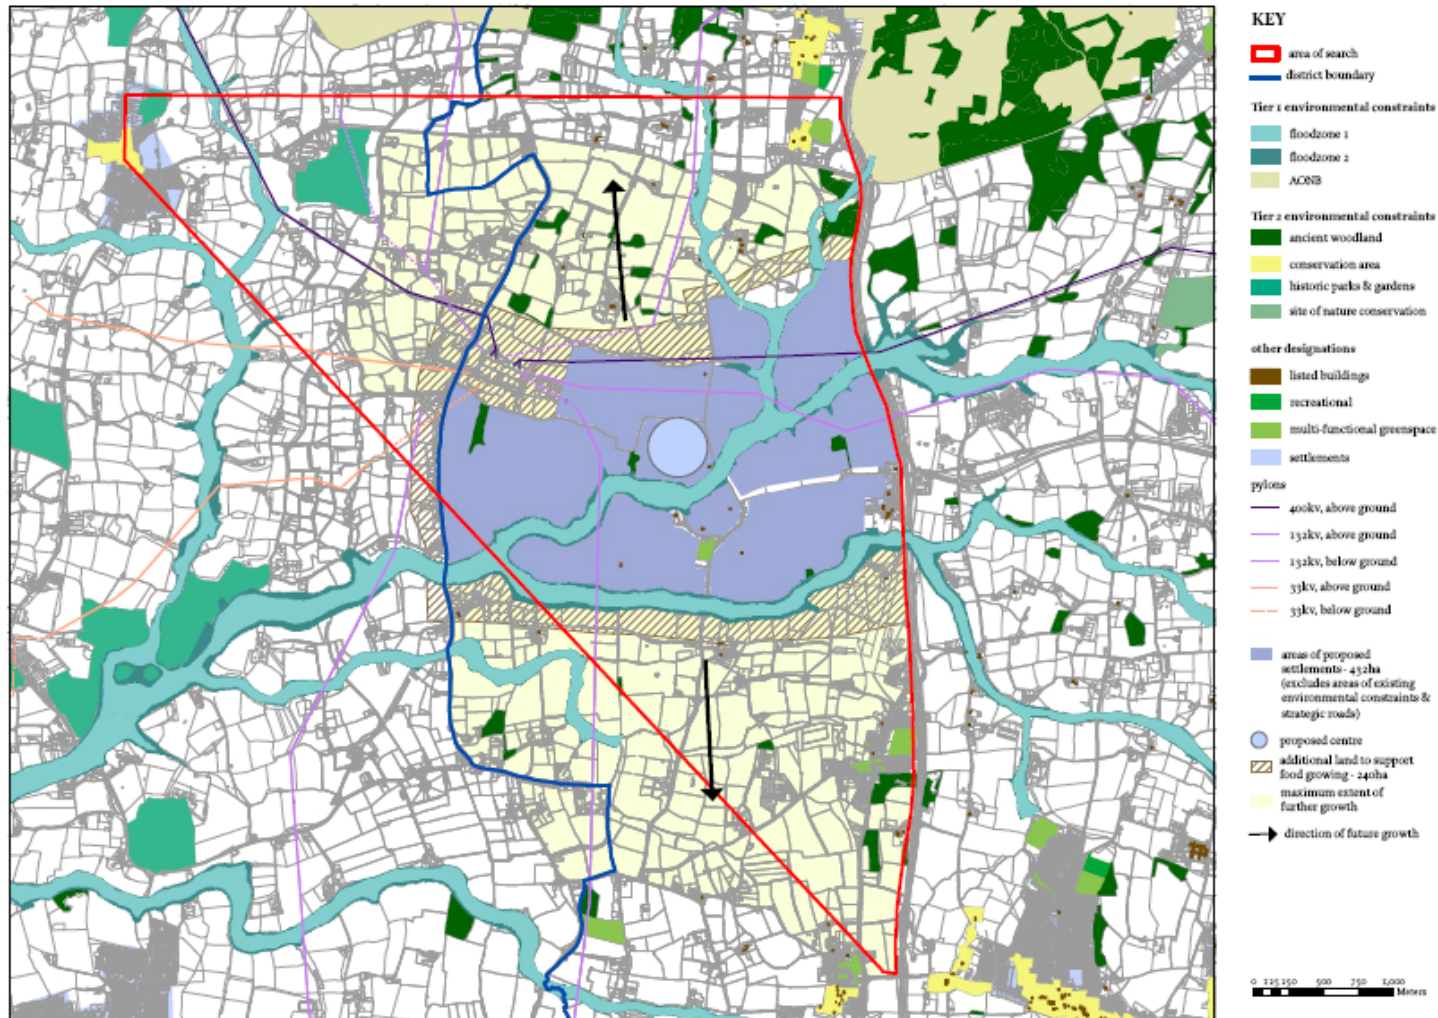 KEY
area of search
district boundary
Tier 1 environmental constraints
floodzone 1
floodzone 2
AONB
Tier 2 environmental constraints
ancient woodland
conservation area
historic parks & gardens
site of nature conservation
other designations
listed buildings
recreational
multi-functional greenspace
settlements
pylons
400kv, above ground
132kv, above ground
132kv, below ground
33kv, above ground
33kv, below ground
areas of proposed
settlements - 432ha
(excludes areas of existing
environmental constraints &
strategic roads)
proposed centre
additional land to support
food growing - 240ha
maximum extent of
further growth
direction of future growth
0 125 250 500 750 1,000
Meters